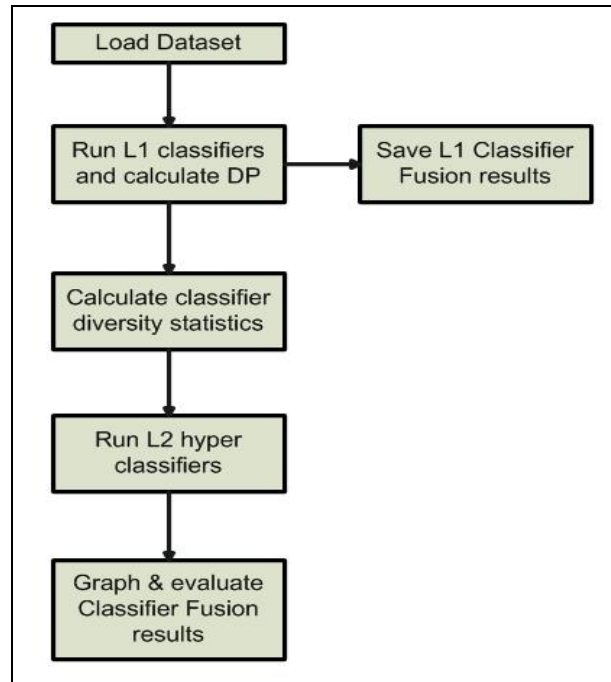 Load Dataset
Run L1 classifiers
and calculate DP
Save L1 Classifier
Fusion results
Calculate classifier
diversity statistics
Run L2 hyper
classifiers
Graph & evaluate
Classifier Fusion
results